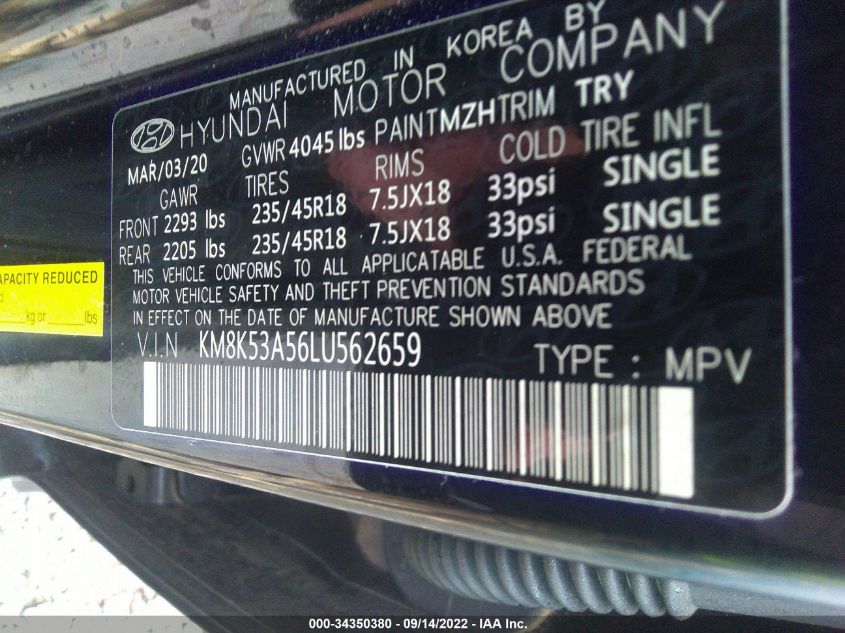 MANUFACTURED IN KOREA BY
HYUNDAI MOTOR COMPANY
MAR/03/20 GVWR 4045 lbs PAINT MZH TRIM TRY
GAWR TIRES RIMS COLD TIRE INFL
FRONT 2293 lbs 235/45R18 7.5JX18 33psi SINGLE
REAR 2205 lbs 235/45R18 7.5JX18 33psi SINGLE
THIS VEHICLE CONFORMS TO ALL APPLICATABLE U.S.A. FEDERAL
MOTOR VEHICLE SAFETY AND THEFT PREVENTION STANDARDS
IN EFFECT ON THE DATE OF MANUFACTURE SHOWN ABOVE
V.I.N KM8K53A56LU562659 TYPE : MPV
APACITY REDUCED
kg or lbs
000-34350380 - 09/14/2022 - IAA Inc.